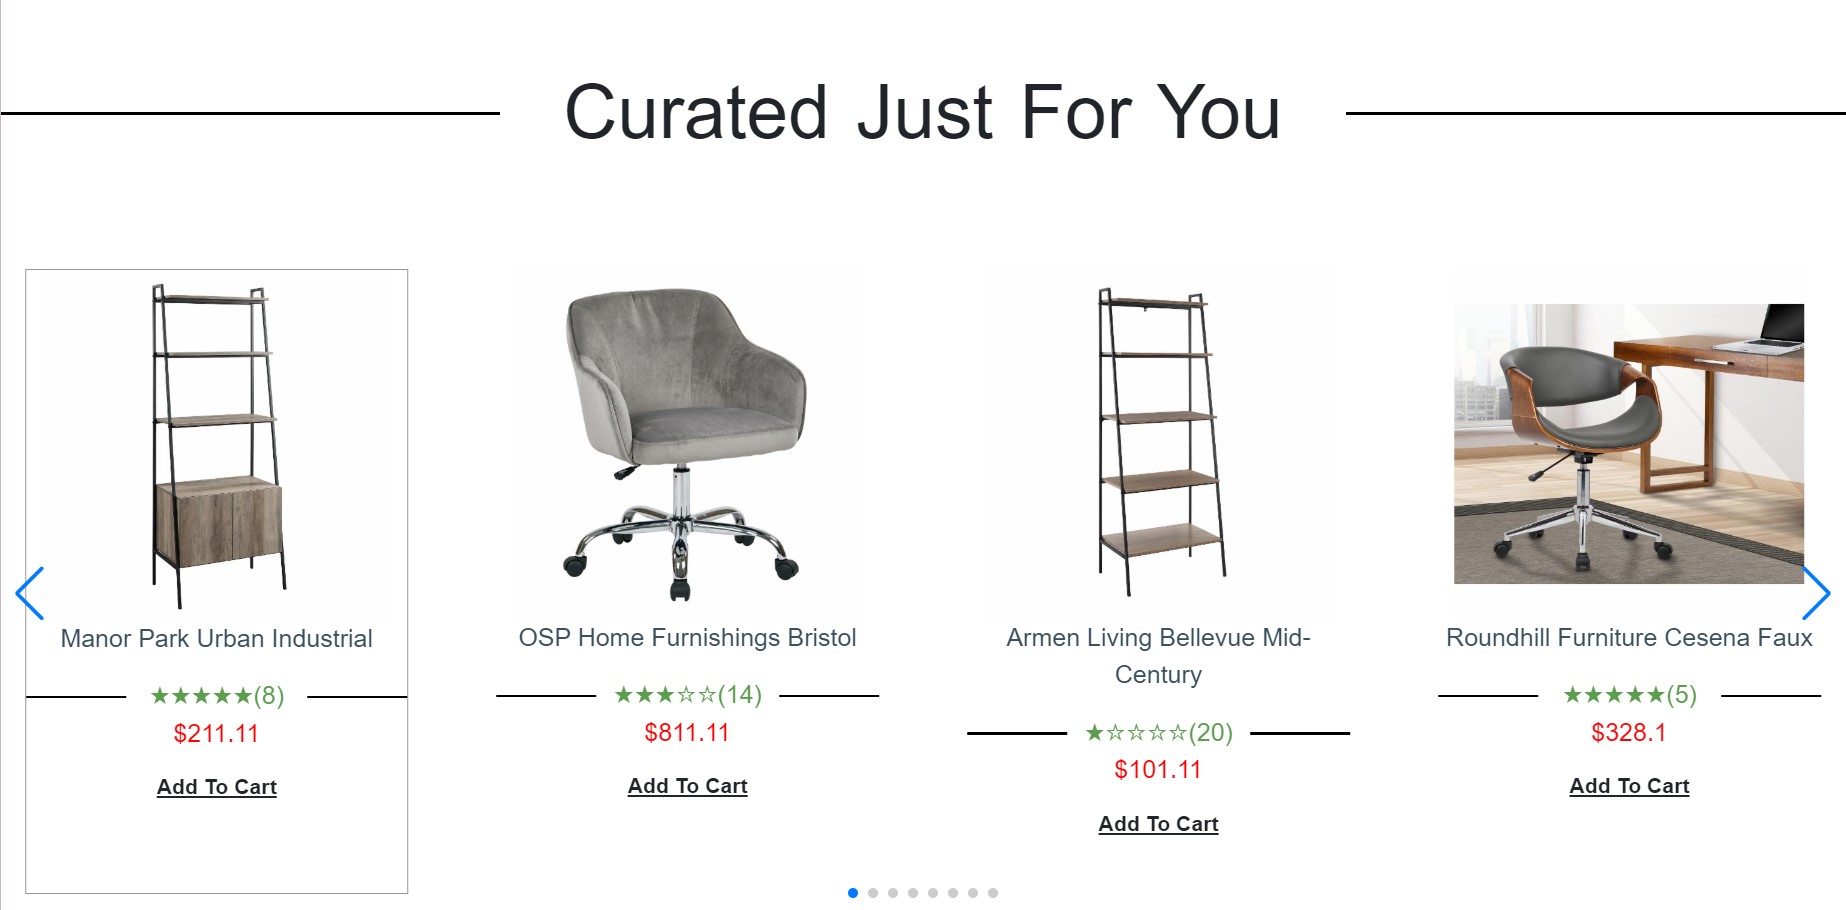 Curated Just For You
Manor Park Urban Industrial
★★★★★(8)
$211.11
Add To Cart
OSP Home Furnishings Bristol
★★★☆☆(14)
$811.11
Add To Cart
Armen Living Bellevue Mid-
Century
★☆☆☆☆(20)
$101.11
Add To Cart
Roundhill Furniture Cesena Faux
★★★★★(5)
$328.1
Add To Cart